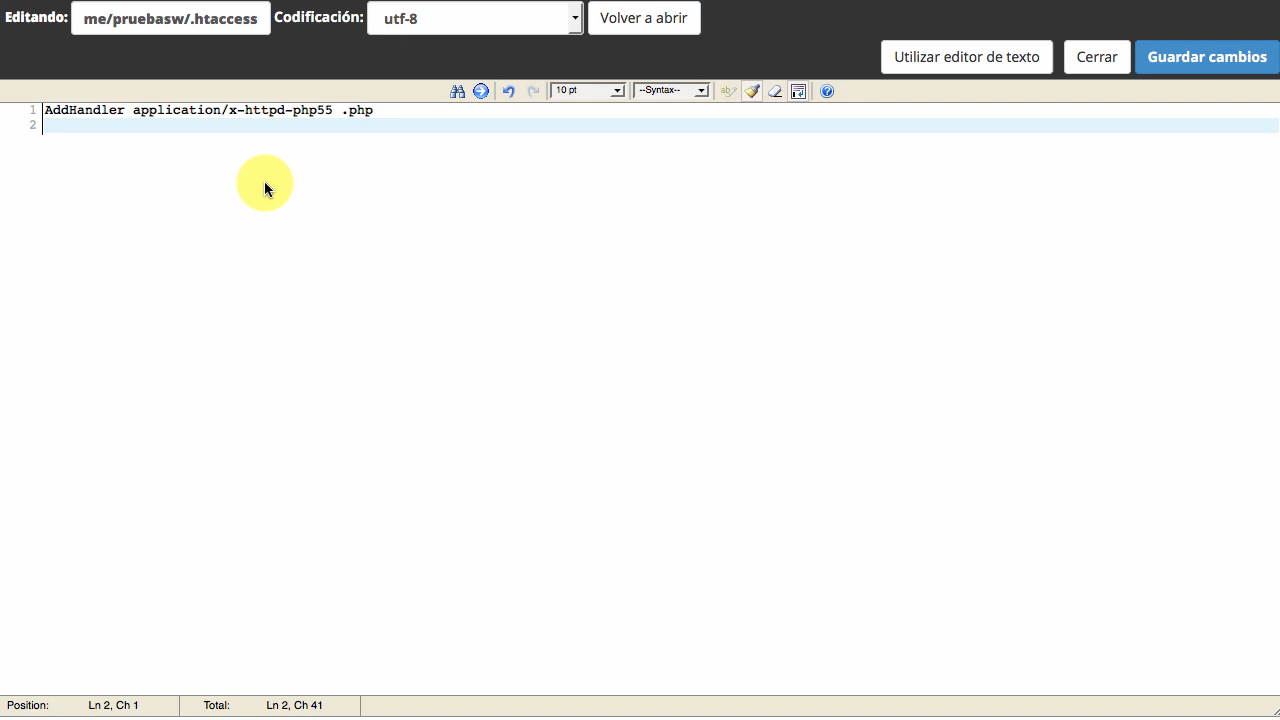 Editando: me/pruebasw/.htaccess Codificación: utf-8 Volver a abrir
Utilizar editor de texto Cerrar Guardar cambios
10 pt --Syntax--
1 AddHandler application/x-httpd-php55 .php
2
Position: Ln 2, Ch 1 Total: Ln 2, Ch 41